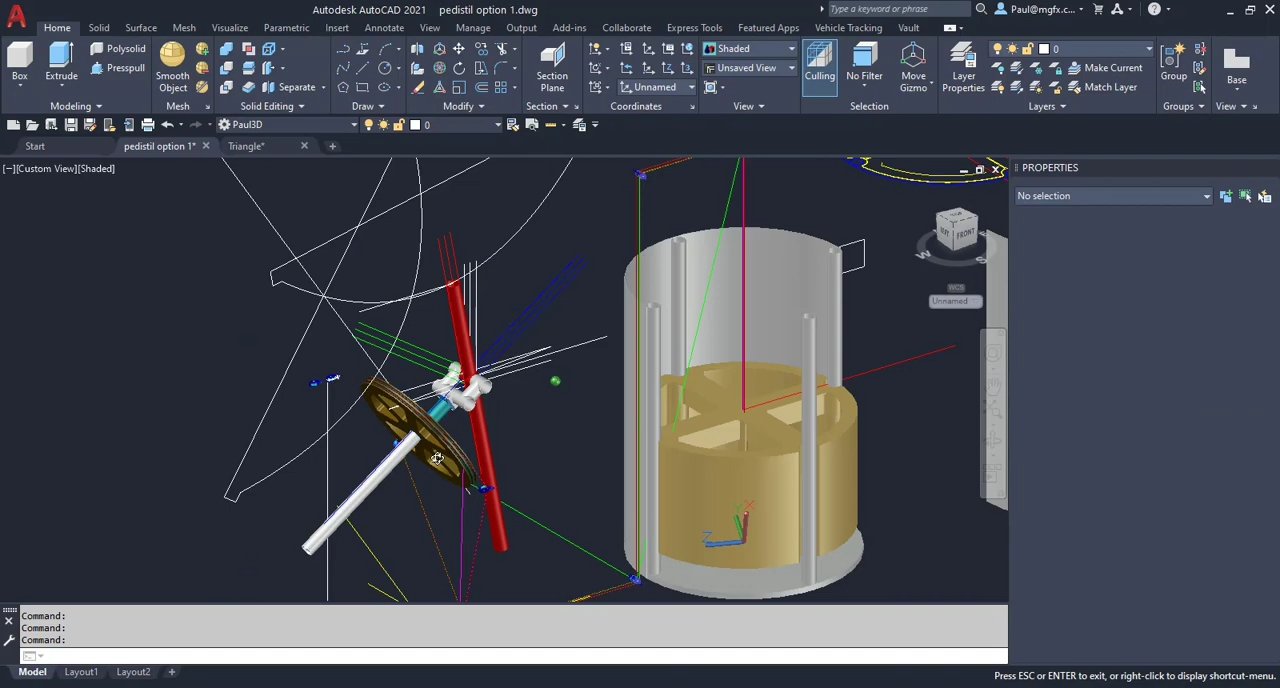 Autodesk AutoCAD 2021 pedistil option 1.dwg
Type a keyword or phrase
Paul@mgfx.c...
Home Solid Surface Mesh Visualize Parametric Insert Annotate View Manage Output Add-ins Collaborate Express Tools Featured Apps Vehicle Tracking Vault
Polysolid
Presspull
Box
Extrude
Smooth
Object
Separate
Section
Plane
Shaded
Unsaved View
Unnamed
Culling
No Filter
Move
Gizmo
Layer
Properties
0
Make Current
Match Layer
Group
Base
Modeling Mesh Solid Editing Draw Modify Section Coordinates View Selection Layers Groups View
Paul3D
0
Start pedistil option 1* Triangle*
[-][Custom View][Shaded]
PROPERTIES
No selection
LEFT FRONT
W S
WCS
Unnamed
Z X
Command:
Command:
Command:
Model Layout1 Layout2
Press ESC or ENTER to exit, or right-click to display shortcut-menu.